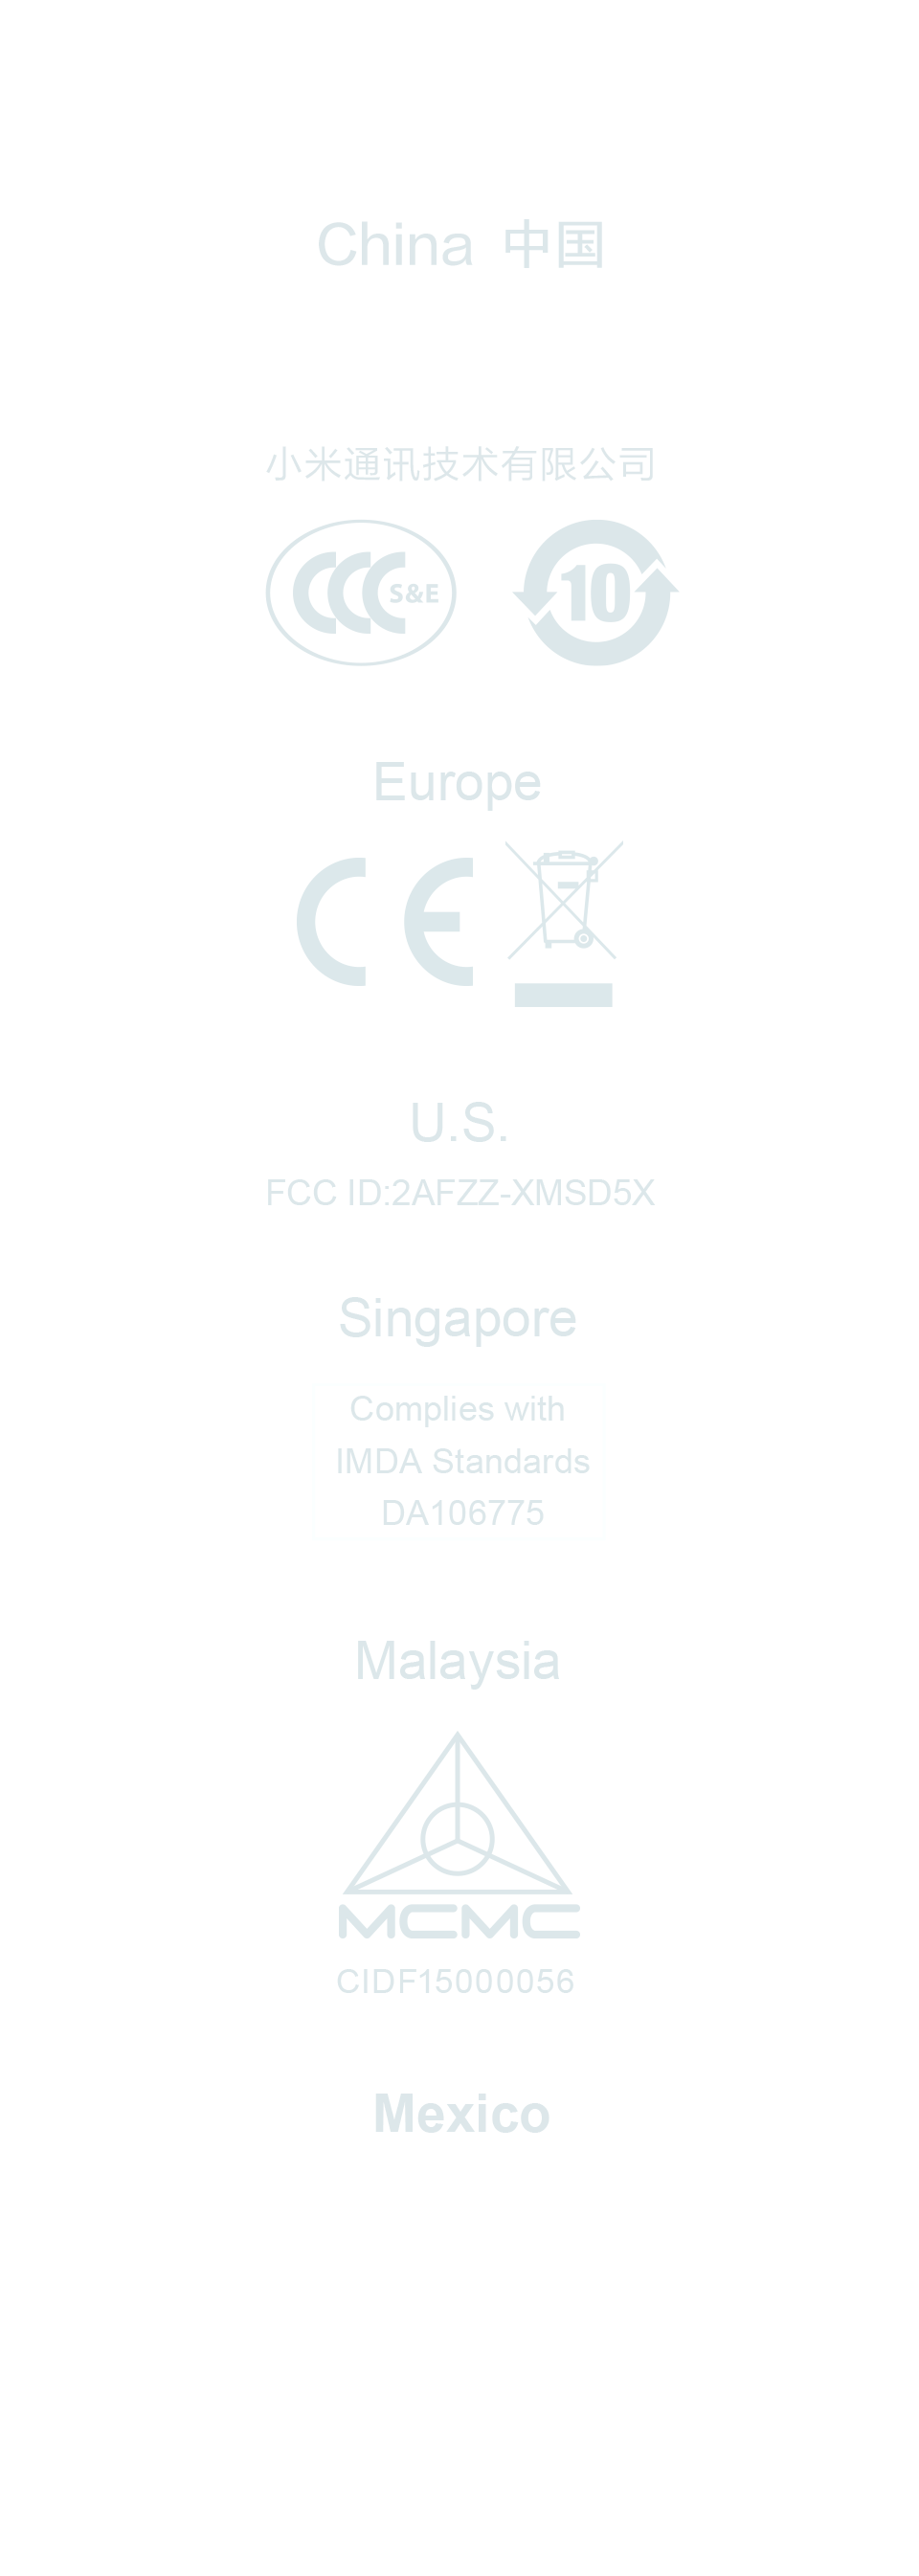 China 中国
小米通讯技术有限公司
CCC S&E
10
Europe
CE
U.S.
FCC ID:2AFZZ-XMSD5X
Singapore
Complies with
IMDA Standards
DA106775
Malaysia
MCMC
CIDF15000056
Mexico